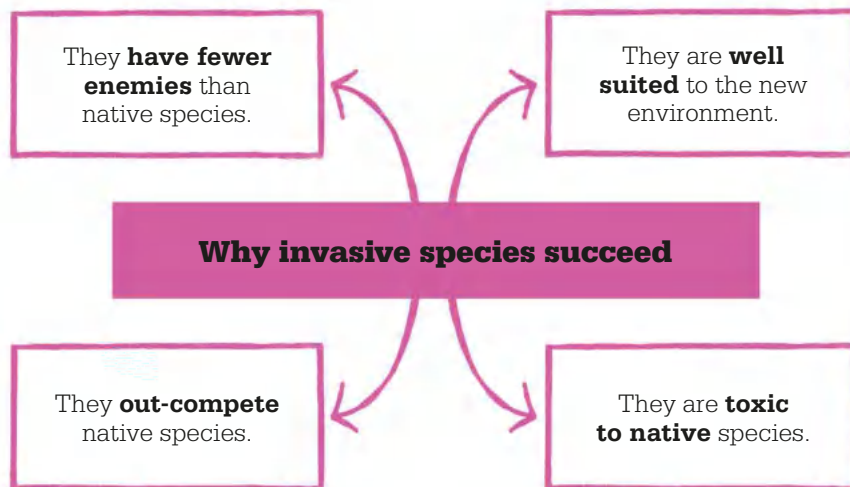 They have fewer
enemies than
native species.
They are well
suited to the new
environment.
Why invasive species succeed
They out-compete
native species.
They are toxic
to native species.